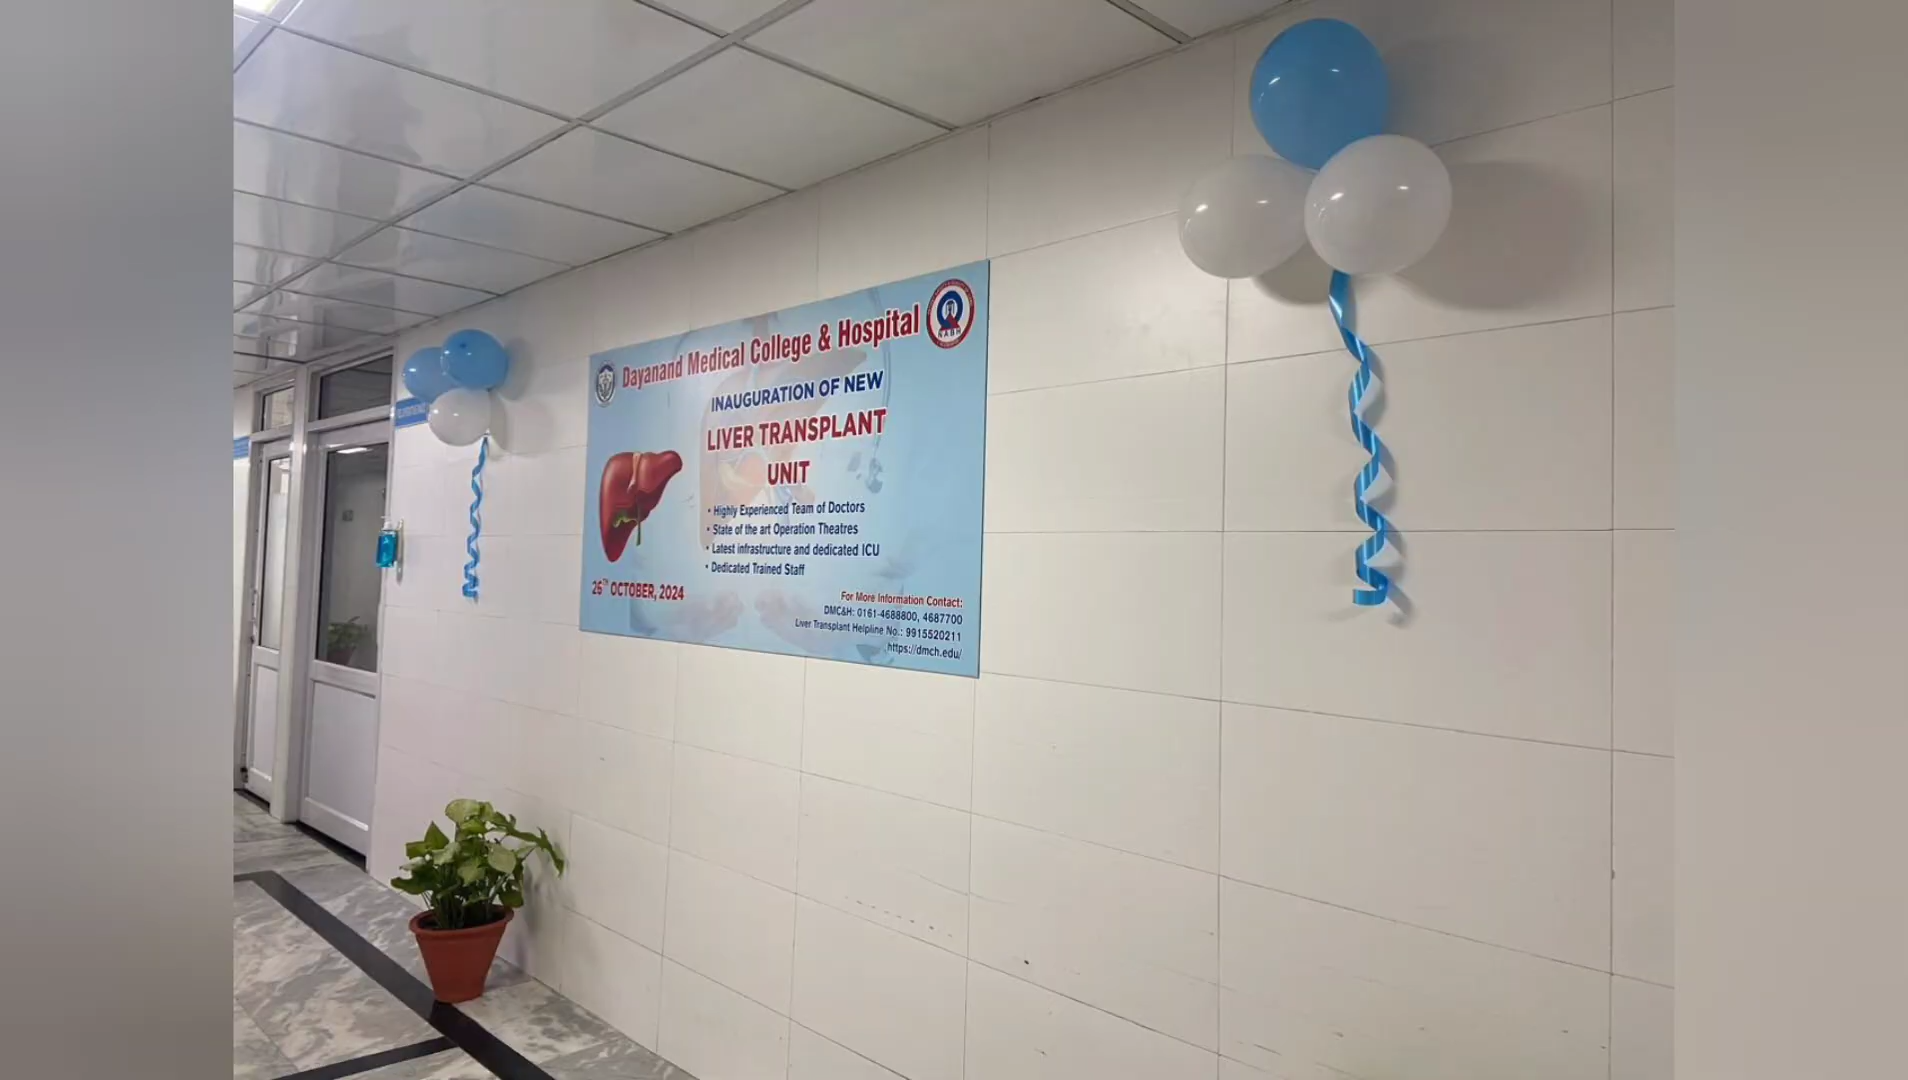 Dayanand Medical College & Hospital
NABH
INAUGURATION OF NEW
LIVER TRANSPLANT
UNIT
• Highly Experienced Team of Doctors
• State of the art Operation Theatres
• Latest infrastructure and dedicated ICU
• Dedicated Trained Staff
26TH OCTOBER, 2024
For More Information Contact:
DMC&H: 0161-4688800, 4687700
Liver Transplant Helpline No.: 9915520211
https://dmch.edu/